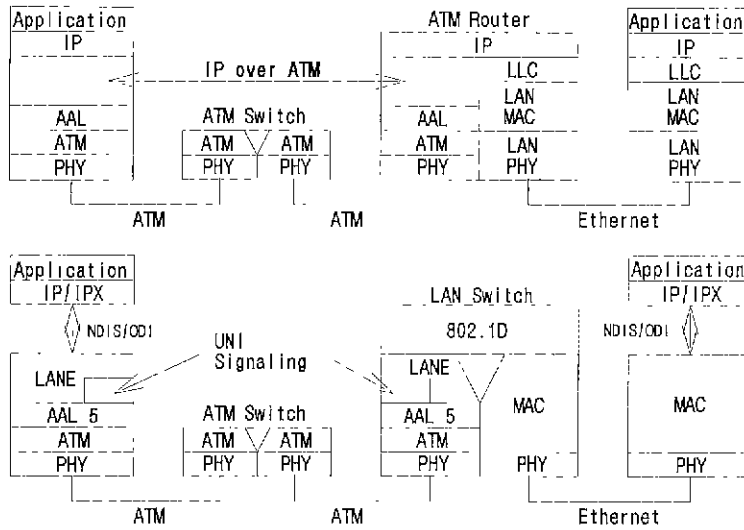 Application ATM Router Application
IP IP IP
IP over ATM LLC LLC
LAN LAN
AAL ATM Switch AAL MAC MAC
ATM ATM ATM ATM LAN LAN
PHY PHY PHY PHY PHY PHY
ATM ATM Ethernet
Application Application
IP/IPX LAN Switch IP/IPX
NDIS/ODI UNI 802.1D NDIS/ODI
LANE Signaling LANE
AAL 5 ATM Switch AAL 5 MAC MAC
ATM ATM ATM ATM
PHY PHY PHY PHY PHY PHY
ATM ATM Ethernet